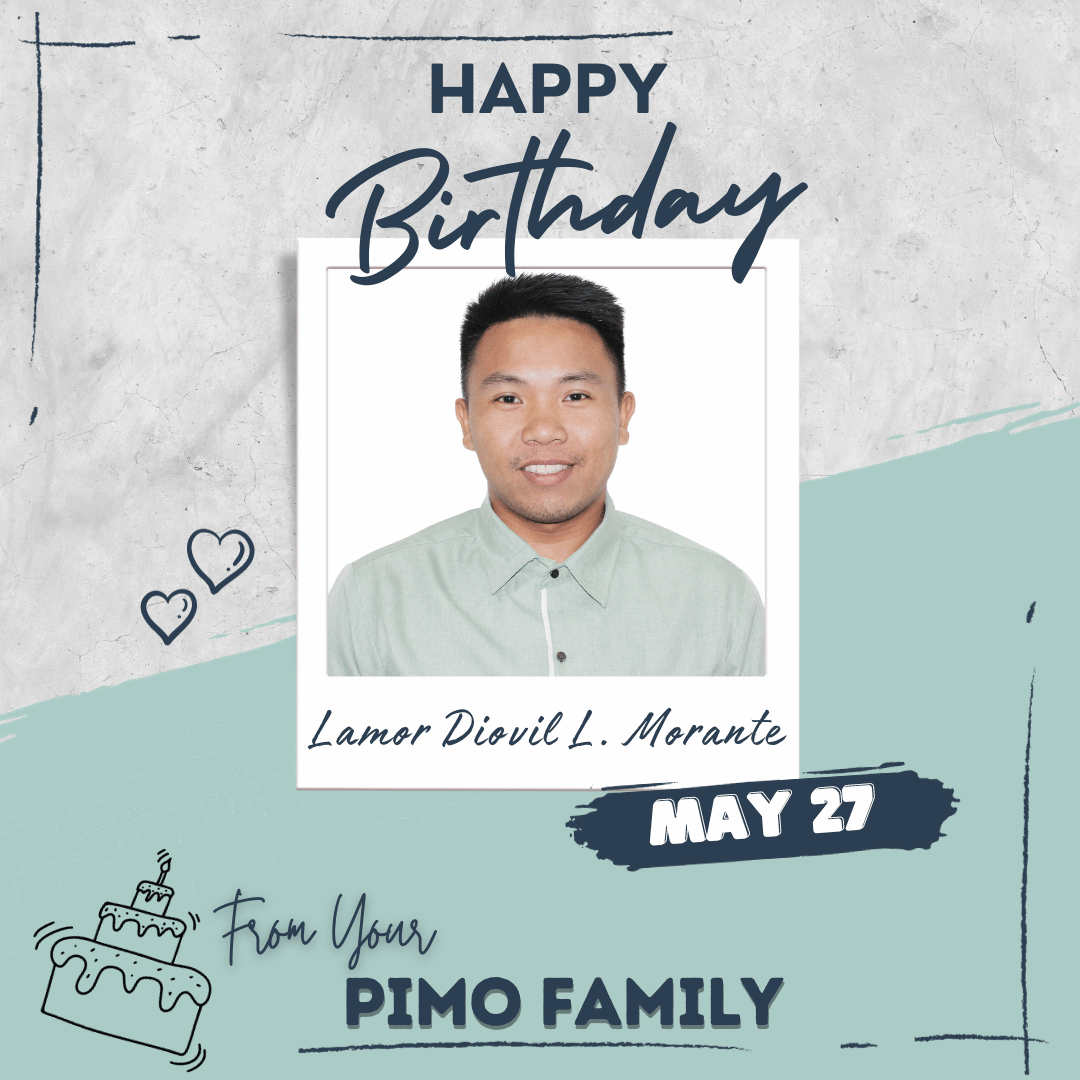 HAPPY
Birthday
Lamor Diovil L. Morante
MAY 27
From Your
PIMO FAMILY